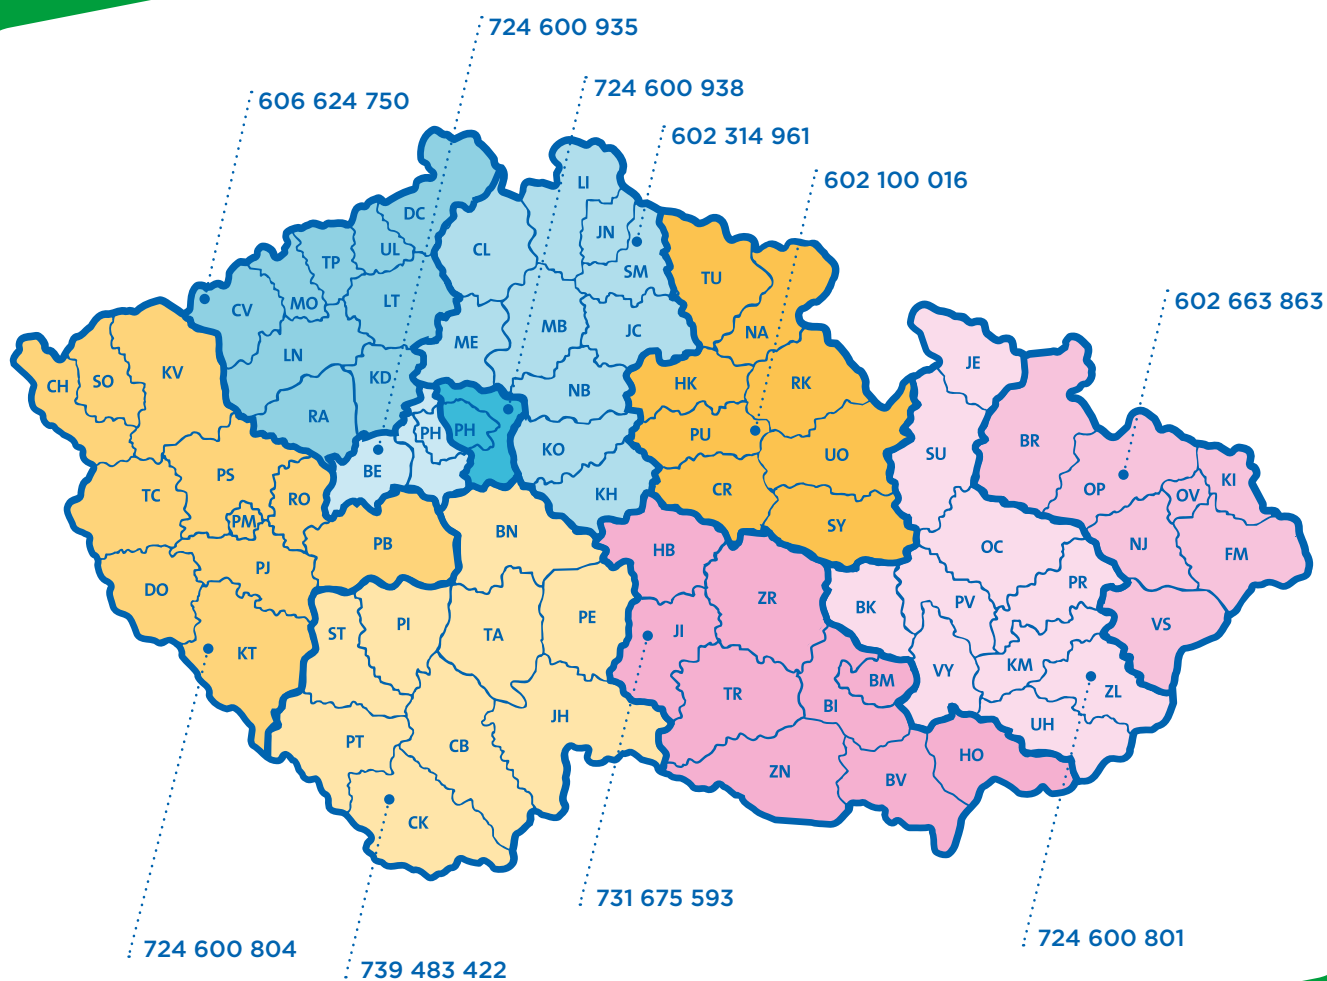 724 600 935
724 600 938
606 624 750
602 314 961
602 100 016
LI
DC
JN
UL
CL
TP
SM
TU
602 663 863
MO
LT
CV
MB
JC
NA
ME
LN
JE
KV
KD
SO
CH
HK
RK
NB
RA
PH
PH
PU
BR
KO
UO
SU
BE
PS
KI
OP
CR
TC
KH
OV
RO
PM
SY
BN
PB
NJ
OC
HB
FM
PJ
PR
DO
ZR
PV
BK
PE
PI
VS
ST
TA
JI
KT
KM
VY
BM
TR
ZL
BI
JH
UH
PT
CB
HO
ZN
BV
CK
731 675 593
724 600 801
724 600 804
739 483 422